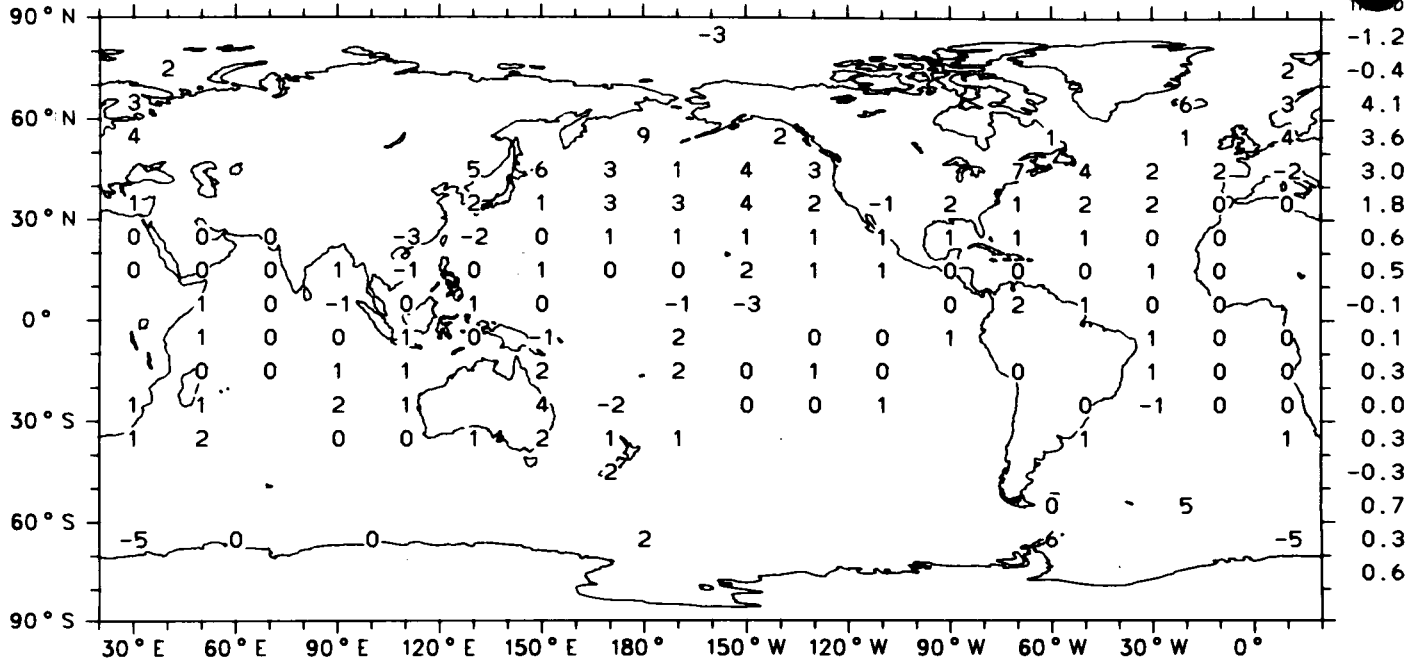 90° N
-3 -1.2
2 2 -0.4
3 6 3 4.1
60° N
4 9 2 1 1 4 3.6
5 6 3 1 4 3 7 4 2 2 -2 3.0
1 2 1 3 3 4 2 -1 2 1 2 2 0 0 1.8
30° N
0 0 0 -3 -2 0 1 1 1 1 1 1 1 1 0 0 0.6
0 0 0 1 -1 0 1 0 0 2 1 1 0 0 0 1 0 0.5
1 0 -1 0 1 0 -1 -3 0 2 1 0 0 -0.1
0°
1 0 0 1 0 -1 2 0 0 1 1 0 0 0.1
0 0 1 1 2 2 0 1 0 0 1 0 0 0.3
1 1 2 1 4 -2 0 0 1 0 -1 0 0 0.0
30° S
1 2 0 0 1 2 1 1 1 1 0.3
2 -0.3
0 5 0.7
60° S
-5 0 0 2 6 -5 0.3
0.6
90° S
30° E 60° E 90° E 120° E 150° E 180° 150° W 120° W 90° W 60° W 30° W 0°